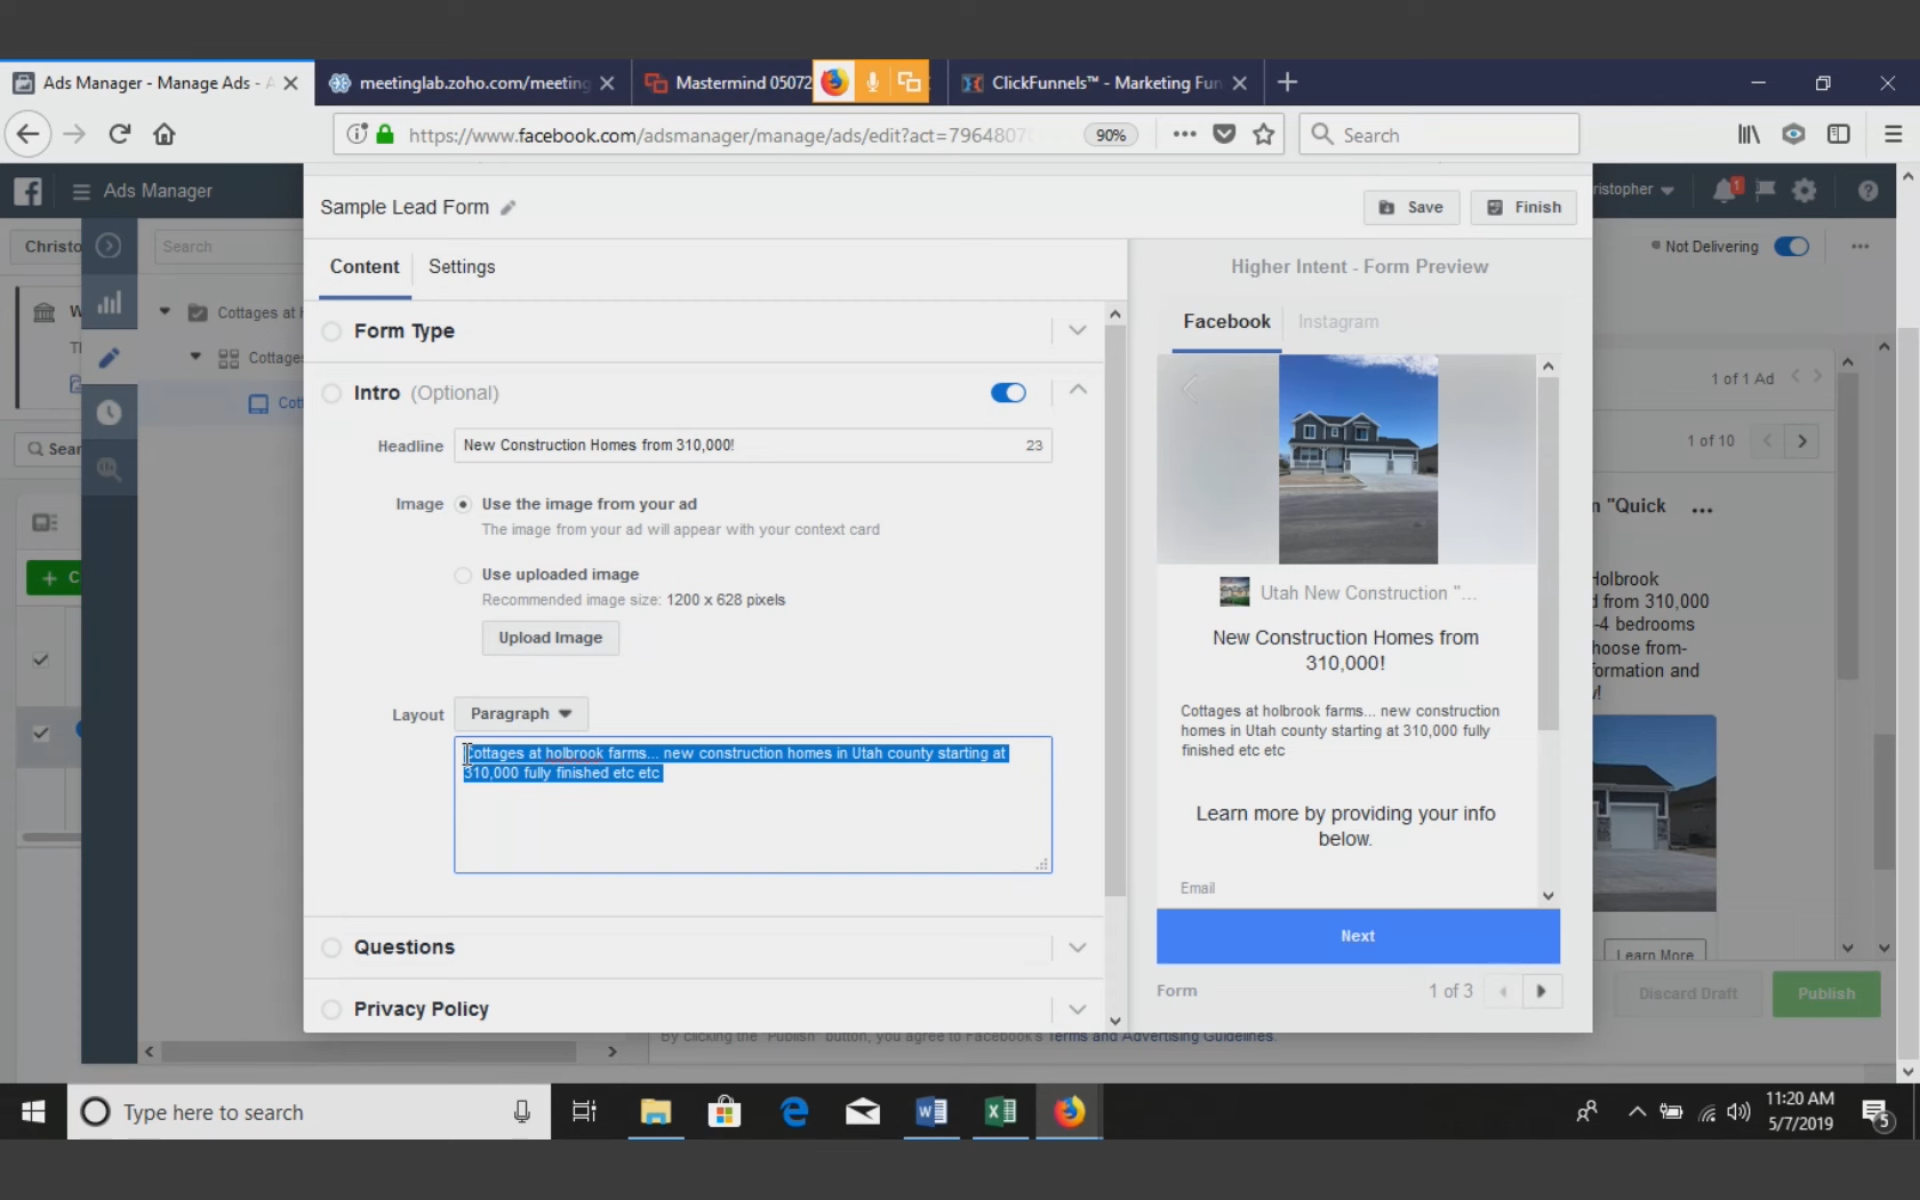 Ads Manager - Manage Ads - A
meetinglab.zoho.com/meeting
Mastermind 05072
ClickFunnels™ - Marketing Fun
https://www.facebook.com/adsmanager/manage/ads/edit?act=7964807
90%
Search
Ads Manager
ristopher
1
Christo
Search
Not Delivering
Sample Lead Form
Save
Finish
Content
Settings
Higher Intent - Form Preview
Facebook
Instagram
W
Cottages at
Cottages
Cott
Sear
C
Form Type
Intro (Optional)
Headline
New Construction Homes from 310,000!
23
Image
Use the image from your ad
The image from your ad will appear with your context card
Use uploaded image
Recommended image size: 1200 x 628 pixels
Upload Image
Layout
Paragraph
Cottages at holbrook farms... new construction homes in Utah county starting at
310,000 fully finished etc etc
Questions
Privacy Policy
Utah New Construction "...
New Construction Homes from
310,000!
Cottages at holbrook farms... new construction
homes in Utah county starting at 310,000 fully
finished etc etc
Learn more by providing your info
below.
Email
Next
Form
1 of 3
1 of 1 Ad
1 of 10
n "Quick
Holbrook
d from 310,000
-4 bedrooms
hoose from-
ormation and
!
Learn More
Discard Draft
Publish
By clicking the "Publish" button, you agree to Facebook's Terms and Advertising Guidelines.
Type here to search
11:20 AM
5/7/2019
5